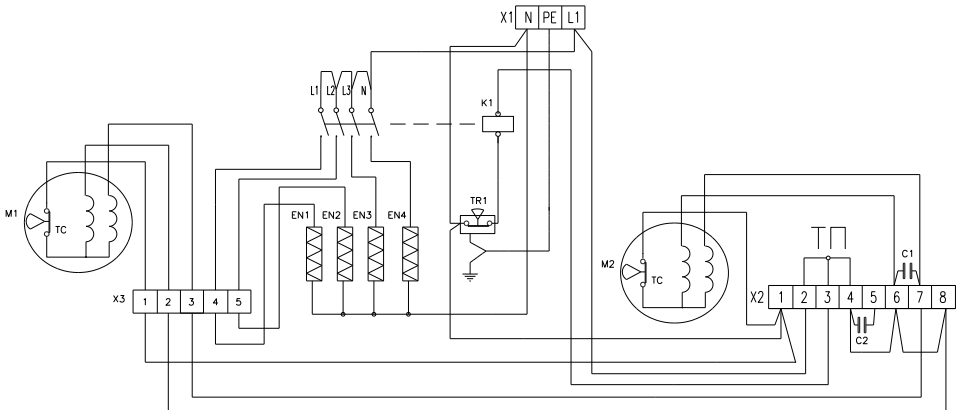 X1 N PE L1
L1 L2 L3 N
K1
M1
TC
TR1
EN1 EN2 EN3 EN4
M2
TC
C1
X3 1 2 3 4 5
X2 1 2 3 4 5 6 7 8
C2